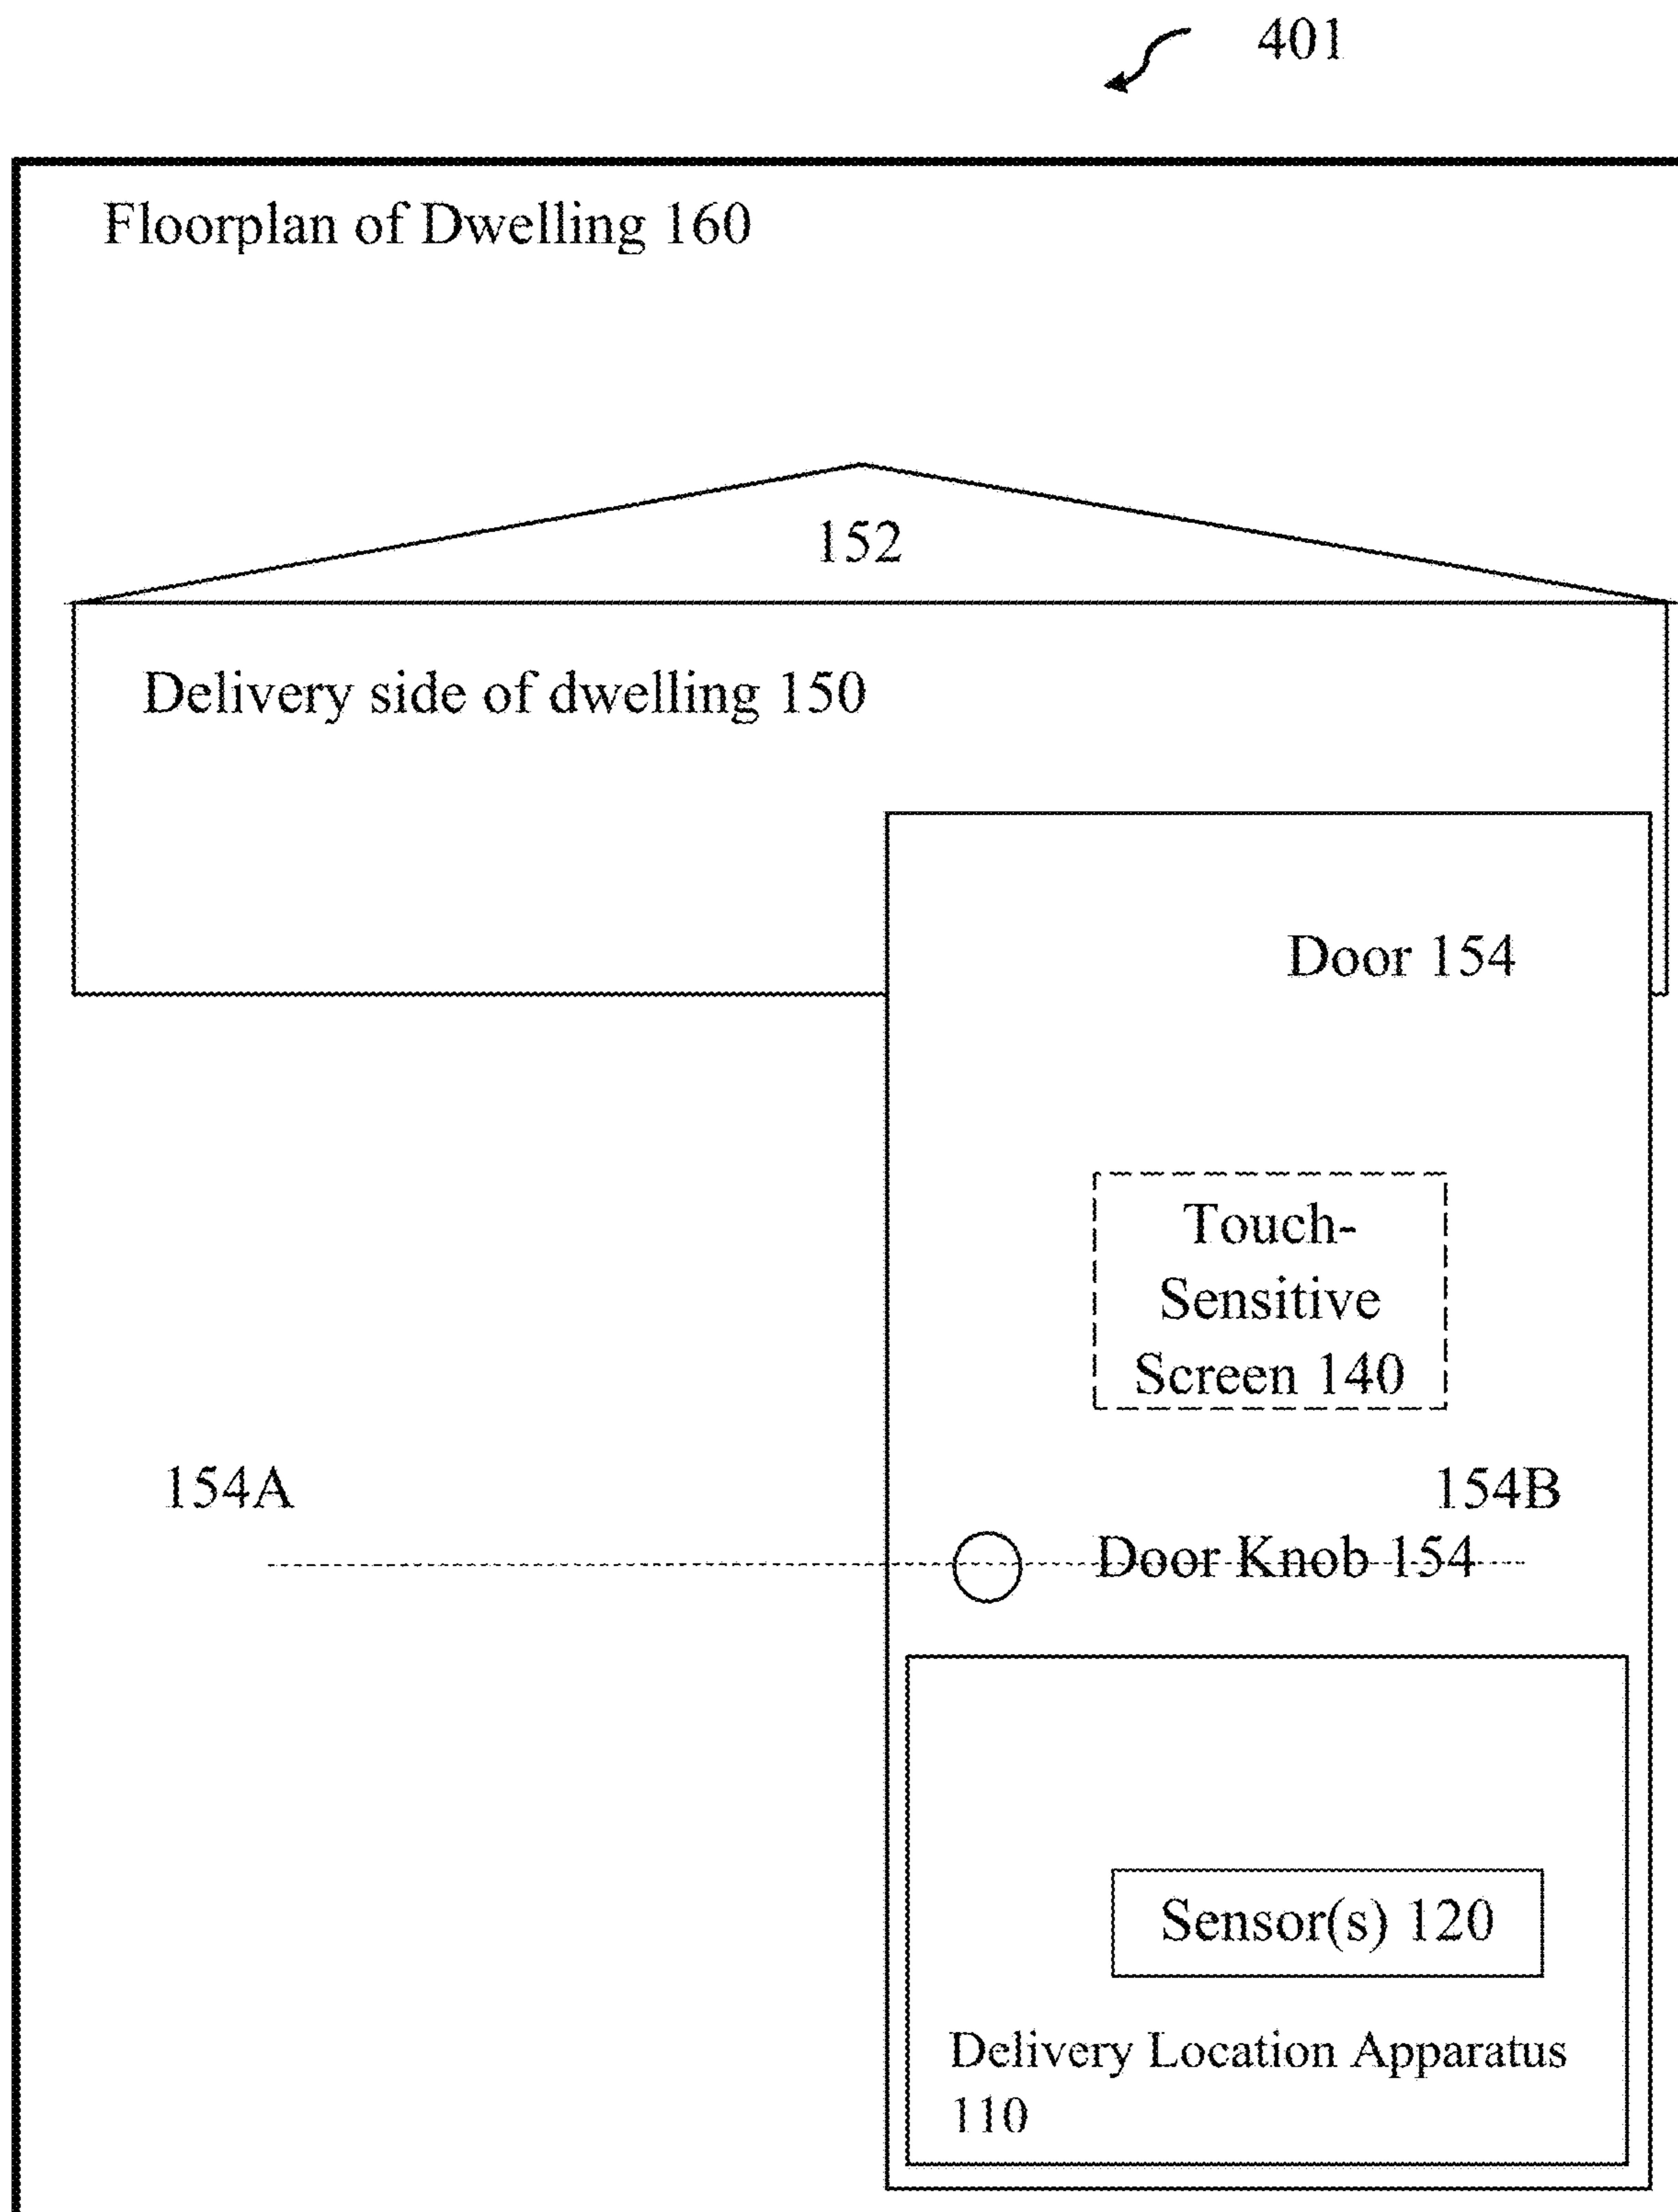 401
Floorplan of Dwelling 160
152
Delivery side of dwelling 150
Door 154
Touch-
Sensitive
Screen 140
154A
154B
Door Knob 154
Sensor(s) 120
Delivery Location Apparatus
110